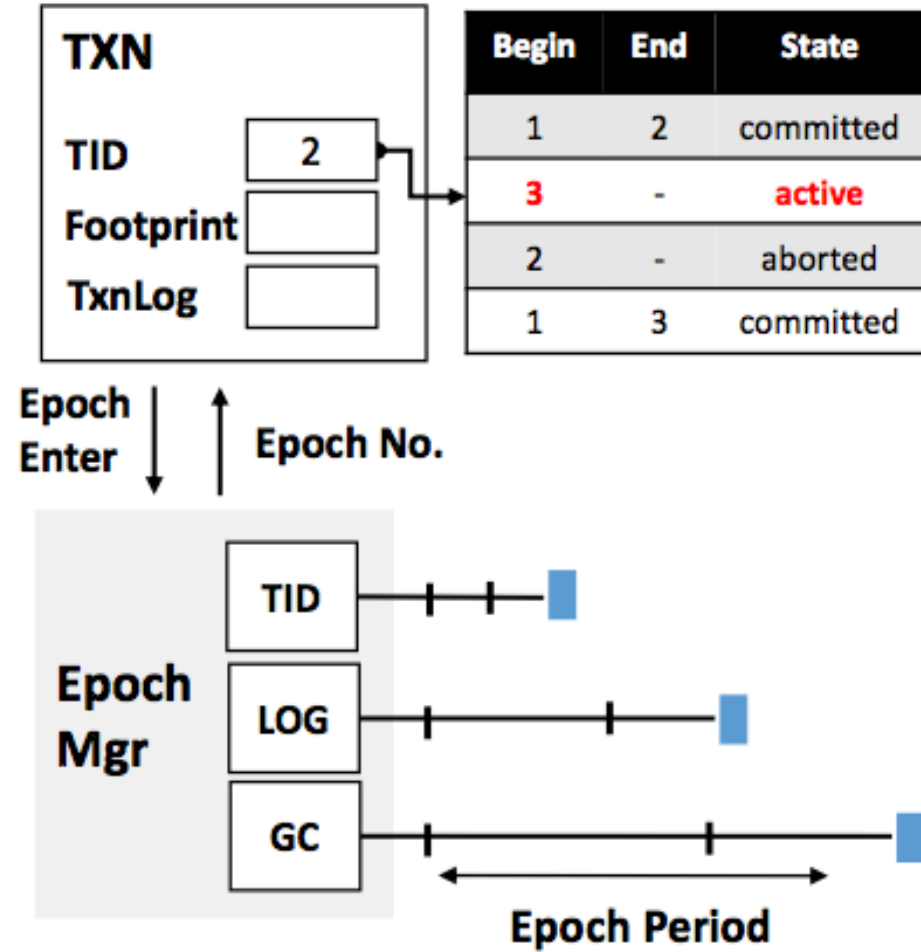 TXN
TID 2
Footprint
TxnLog
Begin End State
1 2 committed
3 - active
2 - aborted
1 3 committed
Epoch
Enter
Epoch No.
Epoch
Mgr
TID
LOG
GC
Epoch Period